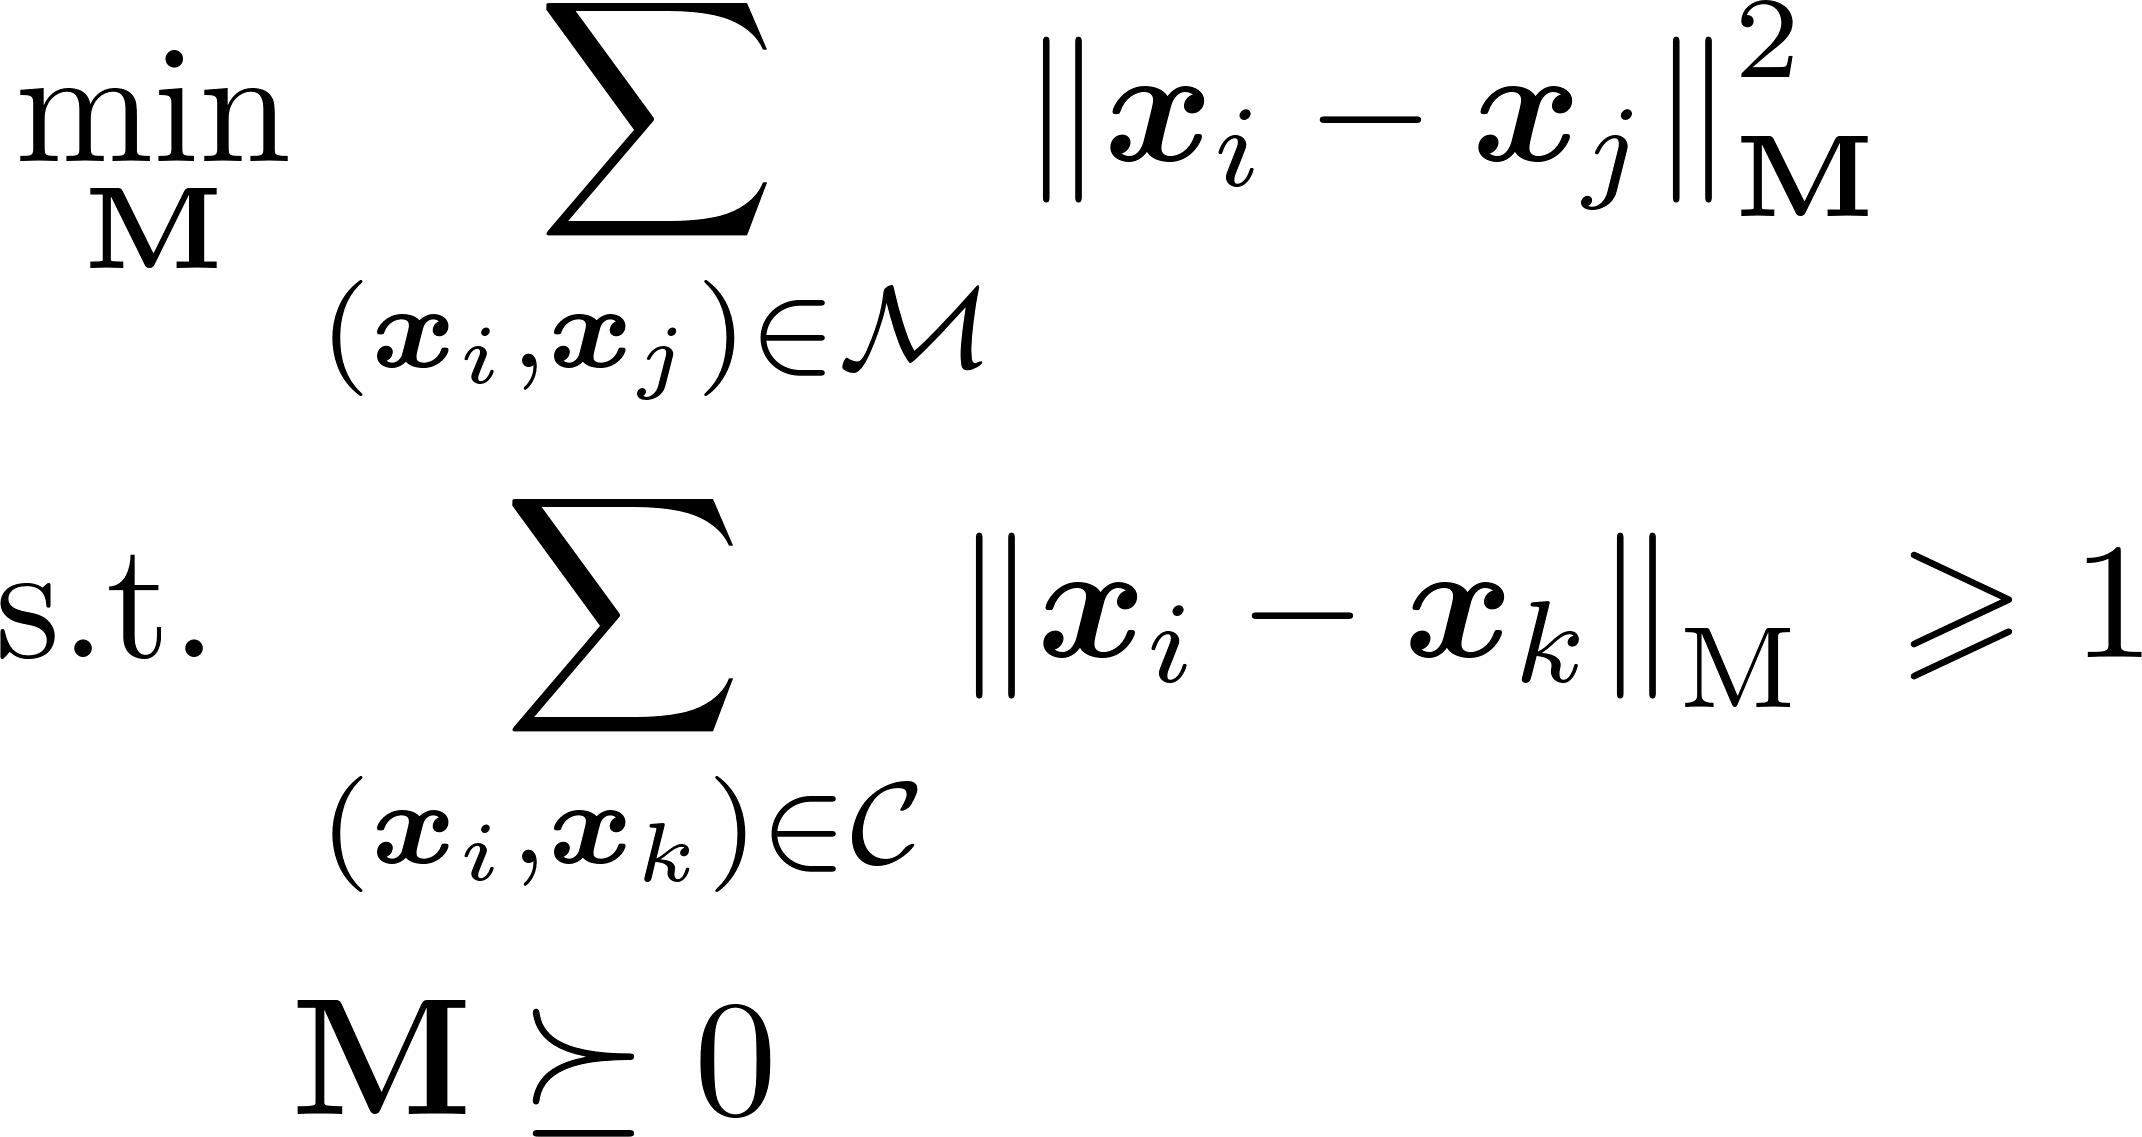 \min_{\mathbf{M}} \sum_{(\boldsymbol{x}_i, \boldsymbol{x}_j) \in \mathcal{M}} \|\boldsymbol{x}_i - \boldsymbol{x}_j\|_{\mathbf{M}}^2
\text{s.t.} \sum_{(\boldsymbol{x}_i, \boldsymbol{x}_k) \in \mathcal{C}} \|\boldsymbol{x}_i - \boldsymbol{x}_k\|_{\mathrm{M}} \geqslant 1
\mathbf{M} \succeq 0